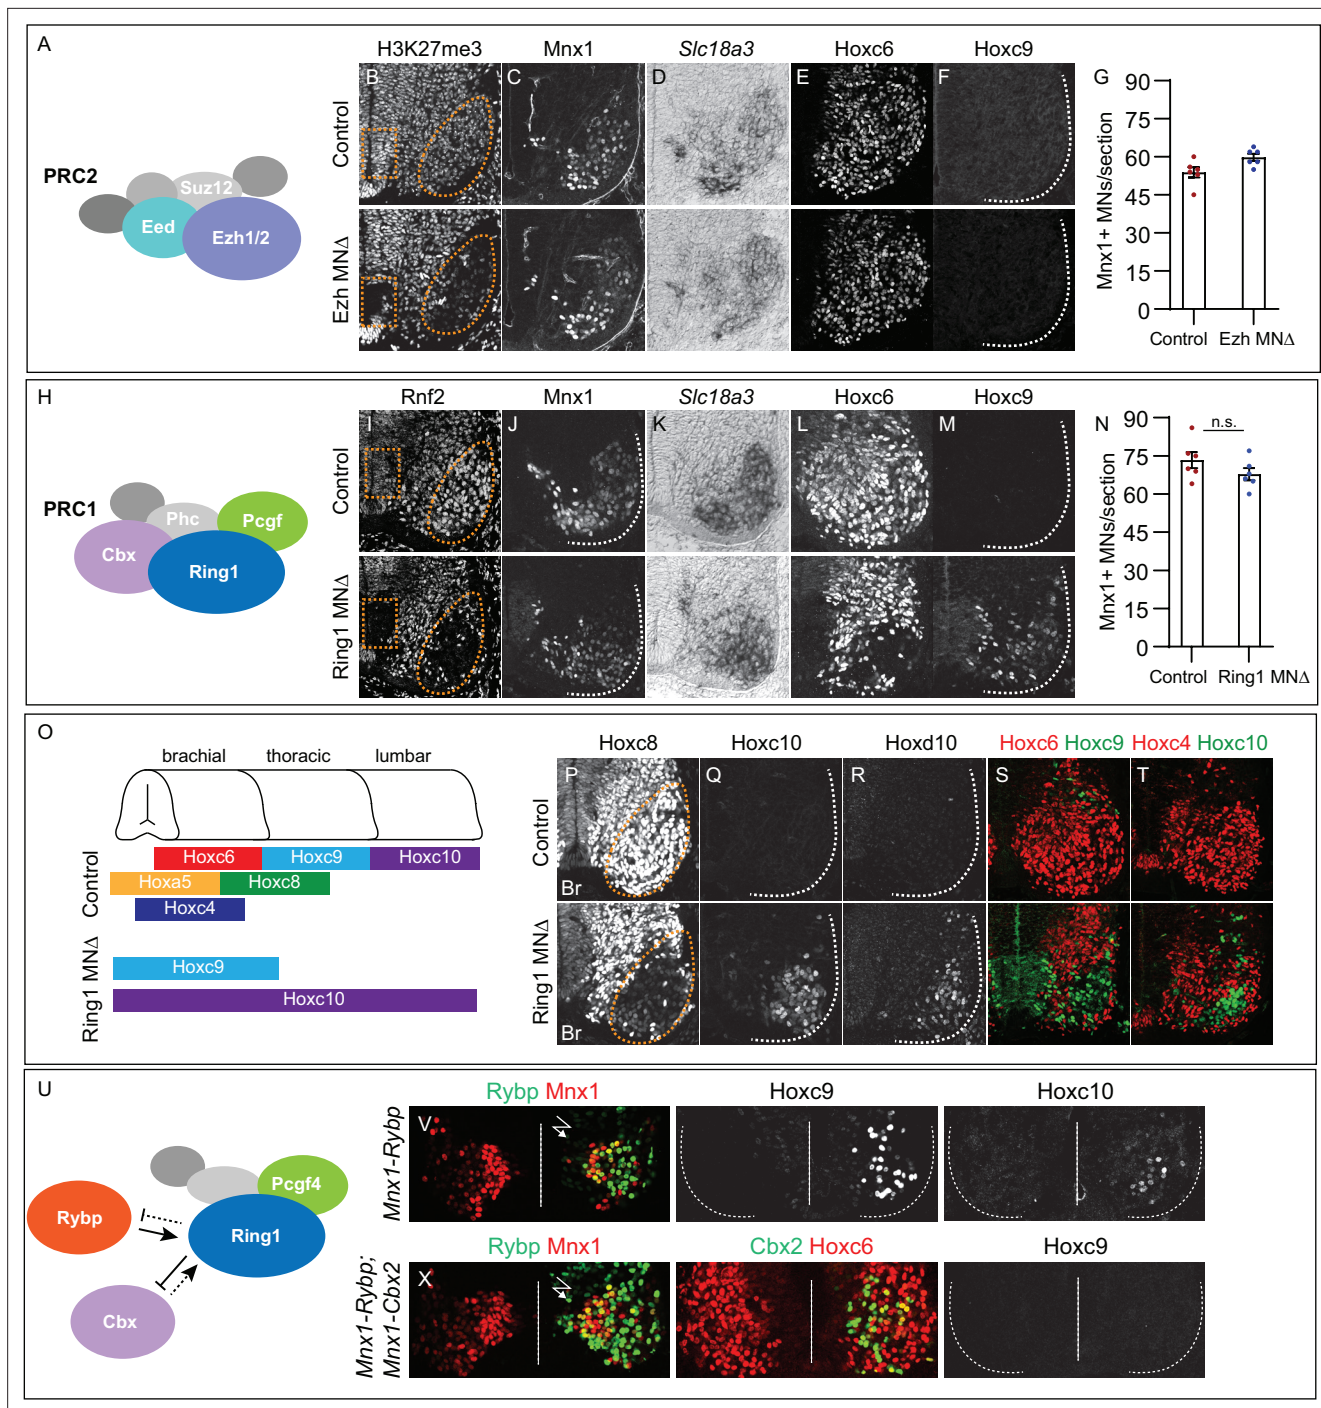 A
H3K27me3 Mnx1 Slc18a3 Hoxc6 Hoxc9
B C D E F G
Control
Ezh MNΔ
PRC2
Suz12
Eed
Ezh1/2
90
75
60
45
30
15
0
Mnx1+ MNs/section
Control Ezh MNΔ
H
Rnf2 Mnx1 Slc18a3 Hoxc6 Hoxc9
I J K L M N
Control
Ring1 MNΔ
PRC1
Phc
Pcgf
Cbx
Ring1
90
75
60
45
30
15
0
n.s.
Mnx1+ MNs/section
Control Ring1 MNΔ
O
brachial thoracic lumbar
Control
Hoxc6 Hoxc9 Hoxc10
Hoxa5 Hoxc8
Hoxc4
Ring1 MNΔ
Hoxc9
Hoxc10
Hoxc8 Hoxc10 Hoxd10 Hoxc6 Hoxc9 Hoxc4 Hoxc10
P Q R S T
Control
Br
Ring1 MNΔ
Br
U
Rybp
Pcgf4
Ring1
Cbx
Rybp Mnx1 Hoxc9 Hoxc10
V
Mnx1-Rybp
Rybp Mnx1 Cbx2 Hoxc6 Hoxc9
X
Mnx1-Rybp;
Mnx1-Cbx2